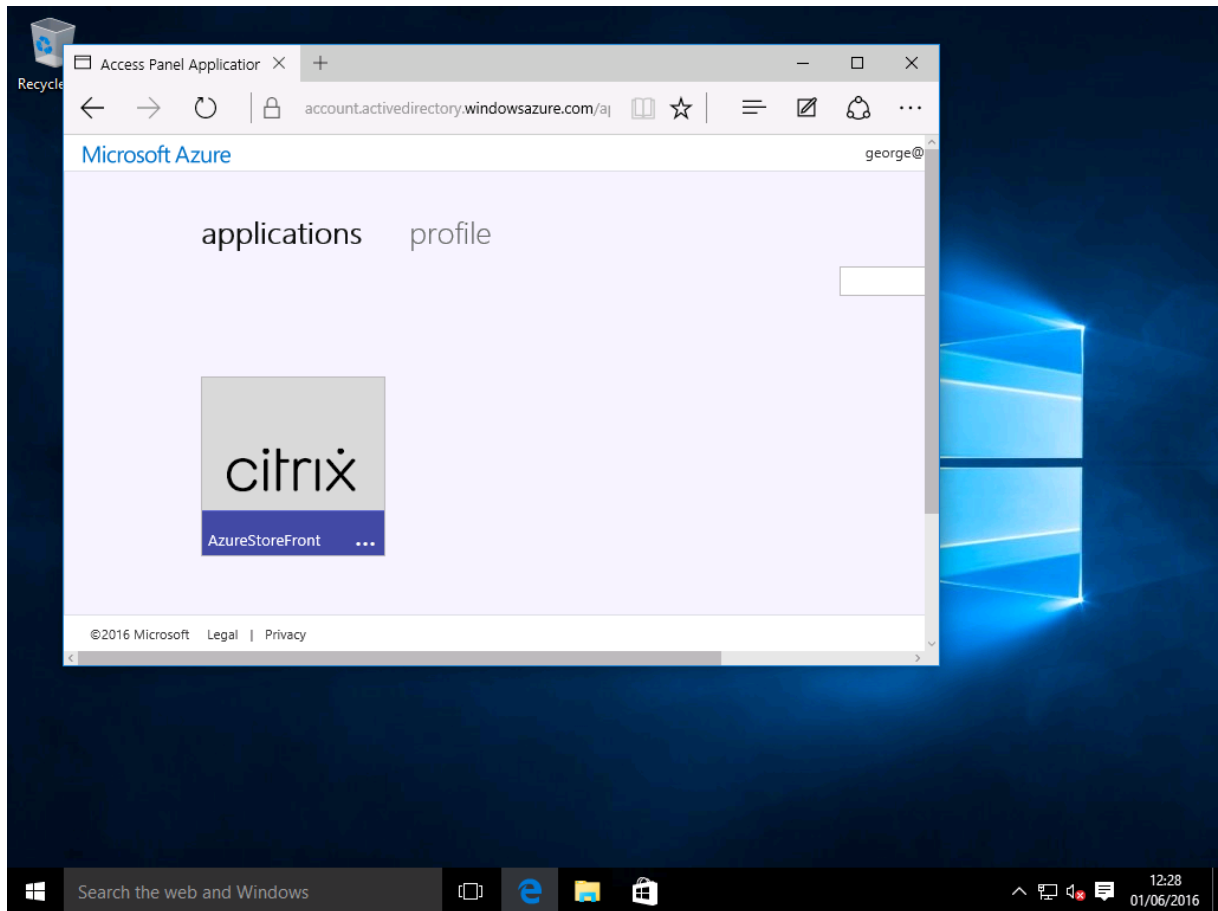 Recycle
Access Panel Application
account.activedirectory.windowsazure.com/a
Microsoft Azure
george@
applications profile
citrix
AzureStoreFront ...
©2016 Microsoft Legal | Privacy
Search the web and Windows
12:28
01/06/2016